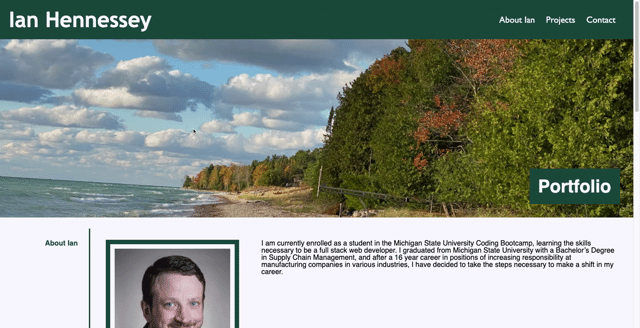 Ian Hennessey
About Ian Projects Contact
Portfolio
About Ian
I am currently enrolled as a student in the Michigan State University Coding Bootcamp, learning the skills
necessary to be a full stack web developer. I graduated from Michigan State University with a Bachelor's Degree
in Supply Chain Management, and after a 16 year career in positions of increasing responsibility at
manufacturing companies in various industries, I have decided to take the steps necessary to make a shift in my
career.